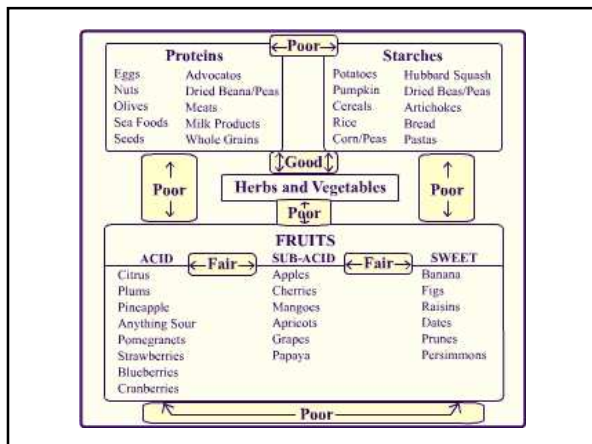 Poor
Proteins
Eggs
Nuts
Olives
Sea Foods
Seeds
Advocatos
Dried Beana/Peas
Meats
Milk Products
Whole Grains
Starches
Potatoes
Pumpkin
Cereals
Rice
Corn/Peas
Hubbard Squash
Dried Beas/Peas
Artichokes
Bread
Pastas
Good
Herbs and Vegetables
Poor
Poor
Poor
FRUITS
ACID
Fair
SUB-ACID
Fair
SWEET
Citrus
Plums
Pineapple
Anything Sour
Pomegranets
Strawberries
Blueberries
Cranberries
Apples
Cherries
Mangoes
Apricots
Grapes
Papaya
Banana
Figs
Raisins
Dates
Prunes
Persimmons
Poor